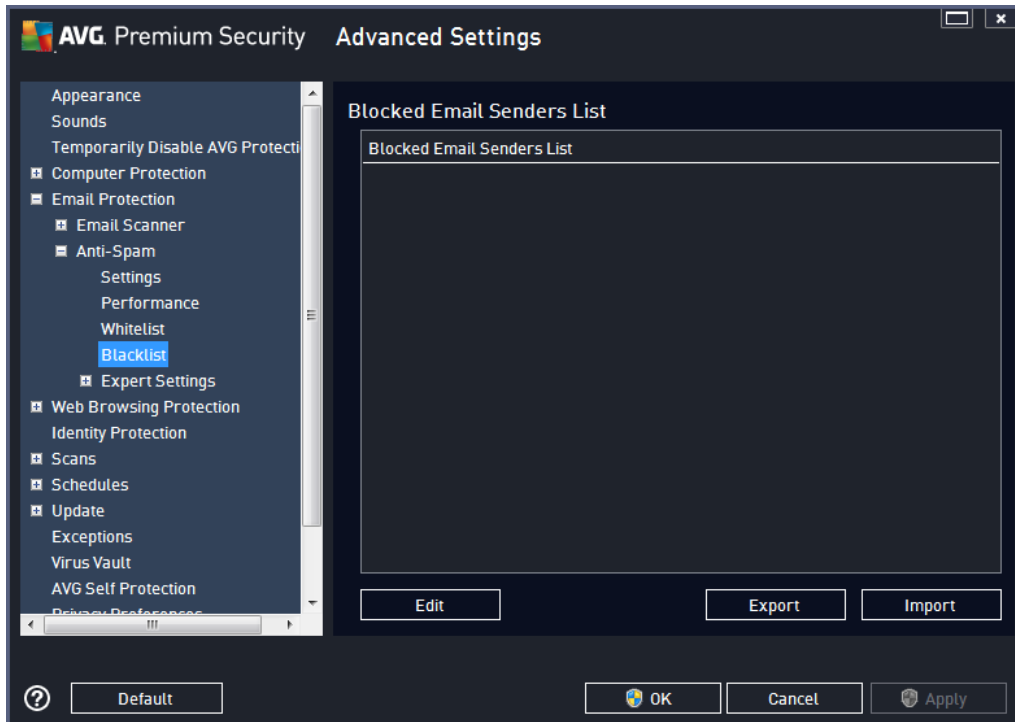 AVG. Premium Security Advanced Settings
Appearance
Sounds
Temporarily Disable AVG Protecti
Computer Protection
Email Protection
Email Scanner
Anti-Spam
Settings
Performance
Whitelist
Blacklist
Expert Settings
Web Browsing Protection
Identity Protection
Scans
Schedules
Update
Exceptions
Virus Vault
AVG Self Protection
Privacy Preferences
Blocked Email Senders List
Blocked Email Senders List
Edit Export Import
? Default OK Cancel Apply